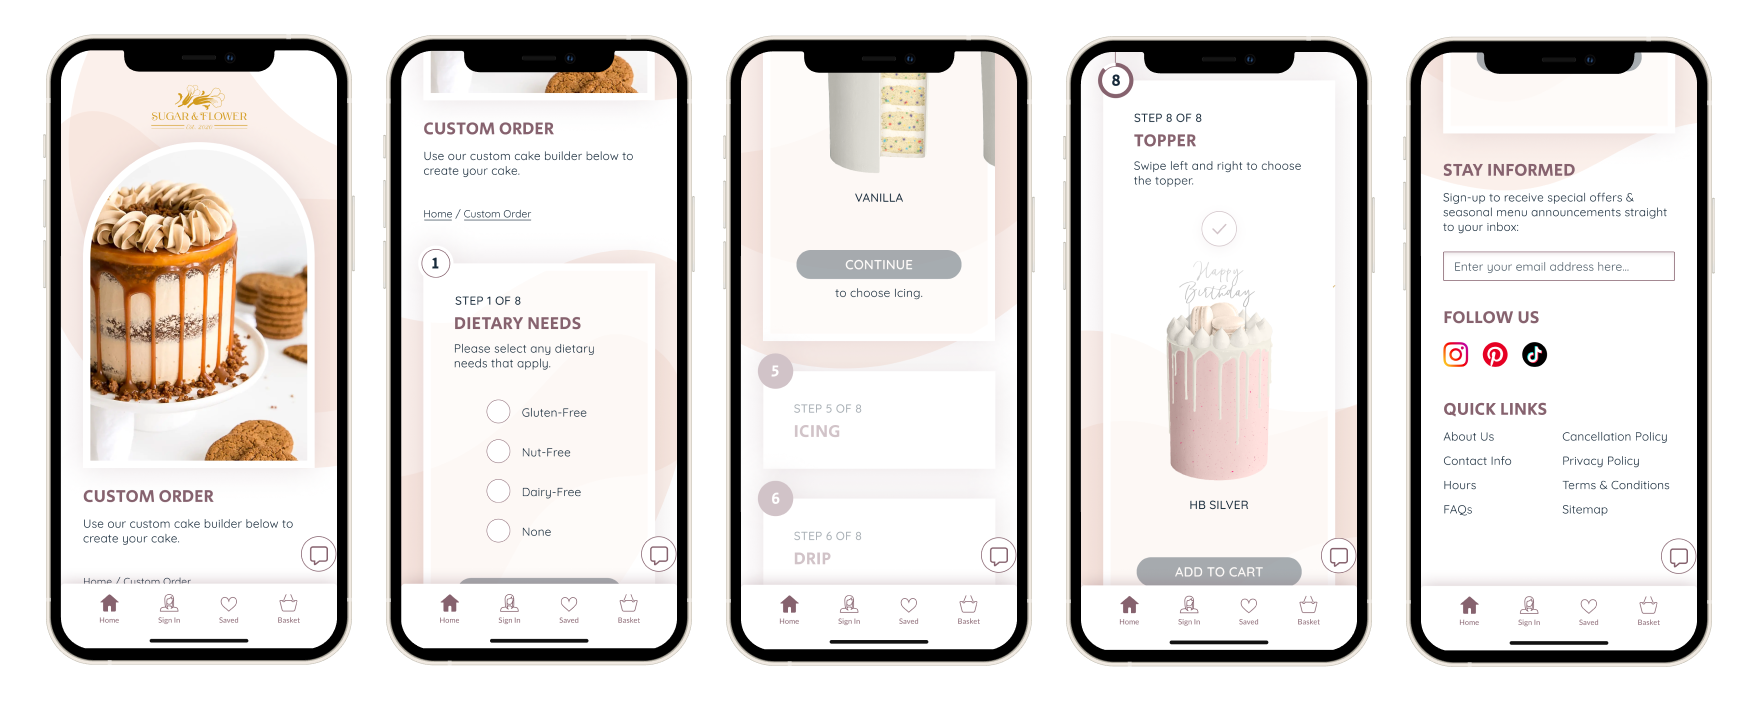 SUGAR & FLOWER
CUSTOM ORDER
Use our custom cake builder below to
create your cake.
Home / Custom Order
Home
Sign In
Saved
Basket
CUSTOM ORDER
Use our custom cake builder below to
create your cake.
Home / Custom Order
1
STEP 1 OF 8
DIETARY NEEDS
Please select any dietary
needs that apply.
Gluten-Free
Nut-Free
Dairy-Free
None
Home
Sign In
Saved
Basket
VANILLA
CONTINUE
to choose Icing.
5
STEP 5 OF 8
ICING
6
STEP 6 OF 8
DRIP
Home
Sign In
Saved
Basket
8
STEP 8 OF 8
TOPPER
Swipe left and right to choose
the topper.
Happy
Birthday
HB SILVER
ADD TO CART
Home
Sign In
Saved
Basket
STAY INFORMED
Sign-up to receive special offers &
seasonal menu announcements straight
to your inbox:
Enter your email address here...
FOLLOW US
QUICK LINKS
About Us
Contact Info
Hours
FAQs
Cancellation Policy
Privacy Policy
Terms & Conditions
Sitemap
Home
Sign In
Saved
Basket